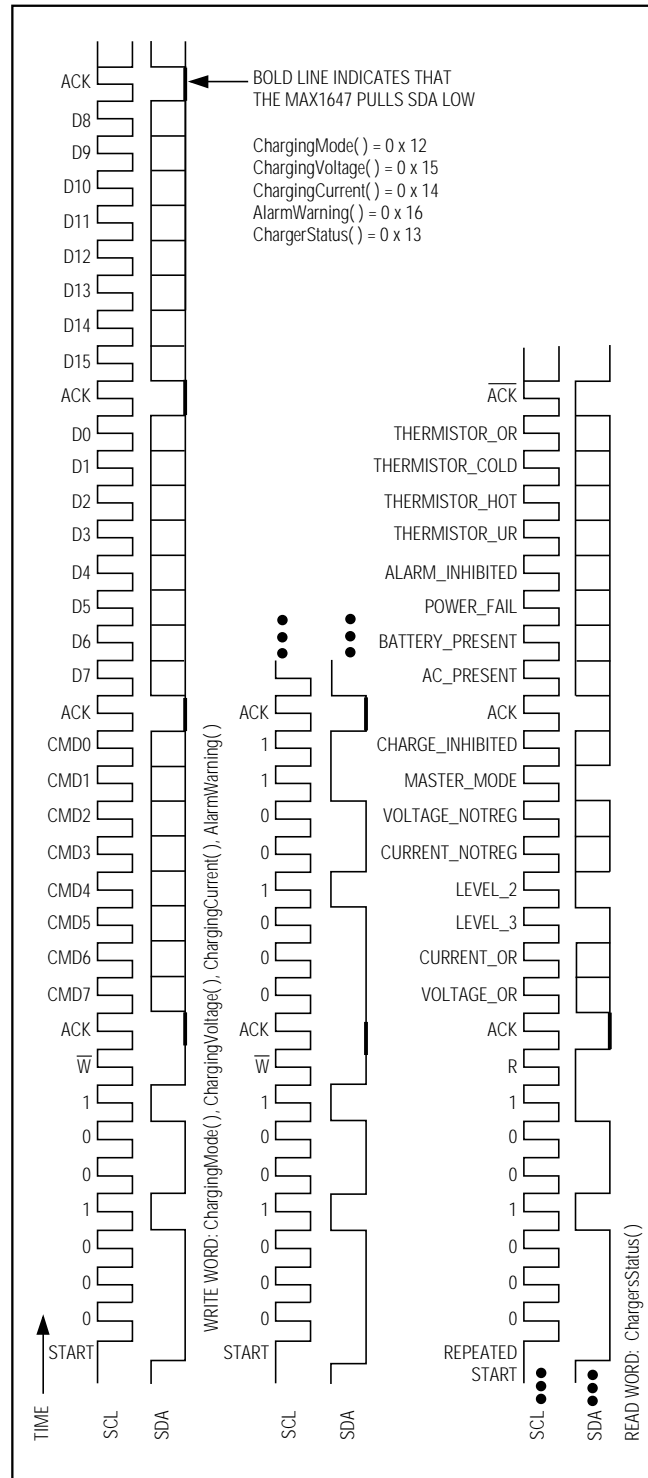 BOLD LINE INDICATES THAT
THE MAX1647 PULLS SDA LOW
ChargingMode( ) = 0 x 12
ChargingVoltage( ) = 0 x 15
ChargingCurrent( ) = 0 x 14
AlarmWarning( ) = 0 x 16
ChargerStatus( ) = 0 x 13
ACK
D8
D9
D10
D11
D12
D13
D14
D15
ACK
D0
D1
D2
D3
D4
D5
D6
D7
ACK
CMD0
CMD1
CMD2
CMD3
CMD4
CMD5
CMD6
CMD7
ACK
W
1
0
0
1
0
0
0
START
TIME
SCL
SDA
WRITE WORD: ChargingMode( ), ChargingVoltage( ), ChargingCurrent( ), AlarmWarning( )
ACK
1
1
0
0
1
0
0
0
ACK
W
1
0
0
1
0
0
0
START
SCL
SDA
ACK
THERMISTOR_OR
THERMISTOR_COLD
THERMISTOR_HOT
THERMISTOR_UR
ALARM_INHIBITED
POWER_FAIL
BATTERY_PRESENT
AC_PRESENT
ACK
CHARGE_INHIBITED
MASTER_MODE
VOLTAGE_NOTREG
CURRENT_NOTREG
LEVEL_2
LEVEL_3
CURRENT_OR
VOLTAGE_OR
ACK
R
1
0
0
1
0
0
0
REPEATED
START
SCL
SDA
READ WORD: ChargersStatus( )